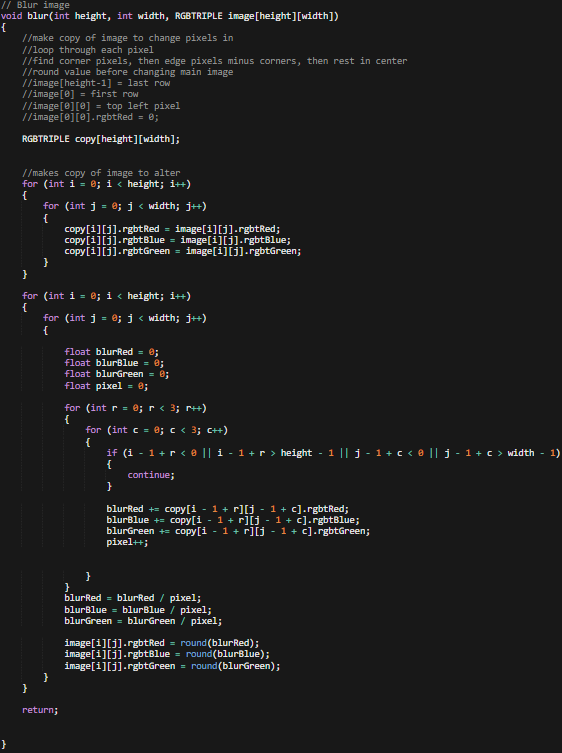 // Blur image
void blur(int height, int width, RGBTRIPLE image[height][width])
{
    //make copy of image to change pixels in
    //loop through each pixel
    //find corner pixels, then edge pixels minus corners, then rest in center
    //round value before changing main image
    //image[height-1] = last row
    //image[0] = first row
    //image[0][0] = top left pixel
    //image[0][0].rgbtRed = 0;

    RGBTRIPLE copy[height][width];


    //makes copy of image to alter
    for (int i = 0; i < height; i++)
    {
        for (int j = 0; j < width; j++)
        {
            copy[i][j].rgbtRed = image[i][j].rgbtRed;
            copy[i][j].rgbtBlue = image[i][j].rgbtBlue;
            copy[i][j].rgbtGreen = image[i][j].rgbtGreen;
        }
    }

    for (int i = 0; i < height; i++)
    {
        for (int j = 0; j < width; j++)
        {

            float blurRed = 0;
            float blurBlue = 0;
            float blurGreen = 0;
            float pixel = 0;

            for (int r = 0; r < 3; r++)
            {
                for (int c = 0; c < 3; c++)
                {
                    if (i - 1 + r < 0 || i - 1 + r > height - 1 || j - 1 + c < 0 || j - 1 + c > width - 1)
                    {
                        continue;
                    }

                    blurRed += copy[i - 1 + r][j - 1 + c].rgbtRed;
                    blurBlue += copy[i - 1 + r][j - 1 + c].rgbtBlue;
                    blurGreen += copy[i - 1 + r][j - 1 + c].rgbtGreen;
                    pixel++;


                }
            }
            blurRed = blurRed / pixel;
            blurBlue = blurBlue / pixel;
            blurGreen = blurGreen / pixel;

            image[i][j].rgbtRed = round(blurRed);
            image[i][j].rgbtBlue = round(blurBlue);
            image[i][j].rgbtGreen = round(blurGreen);
        }
    }

    return;


}